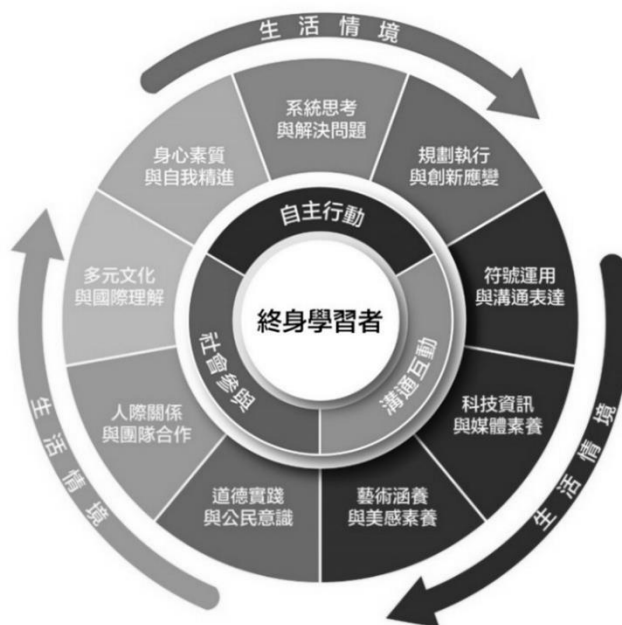 生活情境
系統思考
與解決問題
規劃執行
與創新應變
符號運用
與溝通表達
科技資訊
與媒體素養
藝術涵養
與美感素養
道德實踐
與公民意識
人際關係
與團隊合作
多元文化
與國際理解
身心素質
與自我精進
自主行動
溝通互動
社會參與
終身學習者
生活情境
生活情境